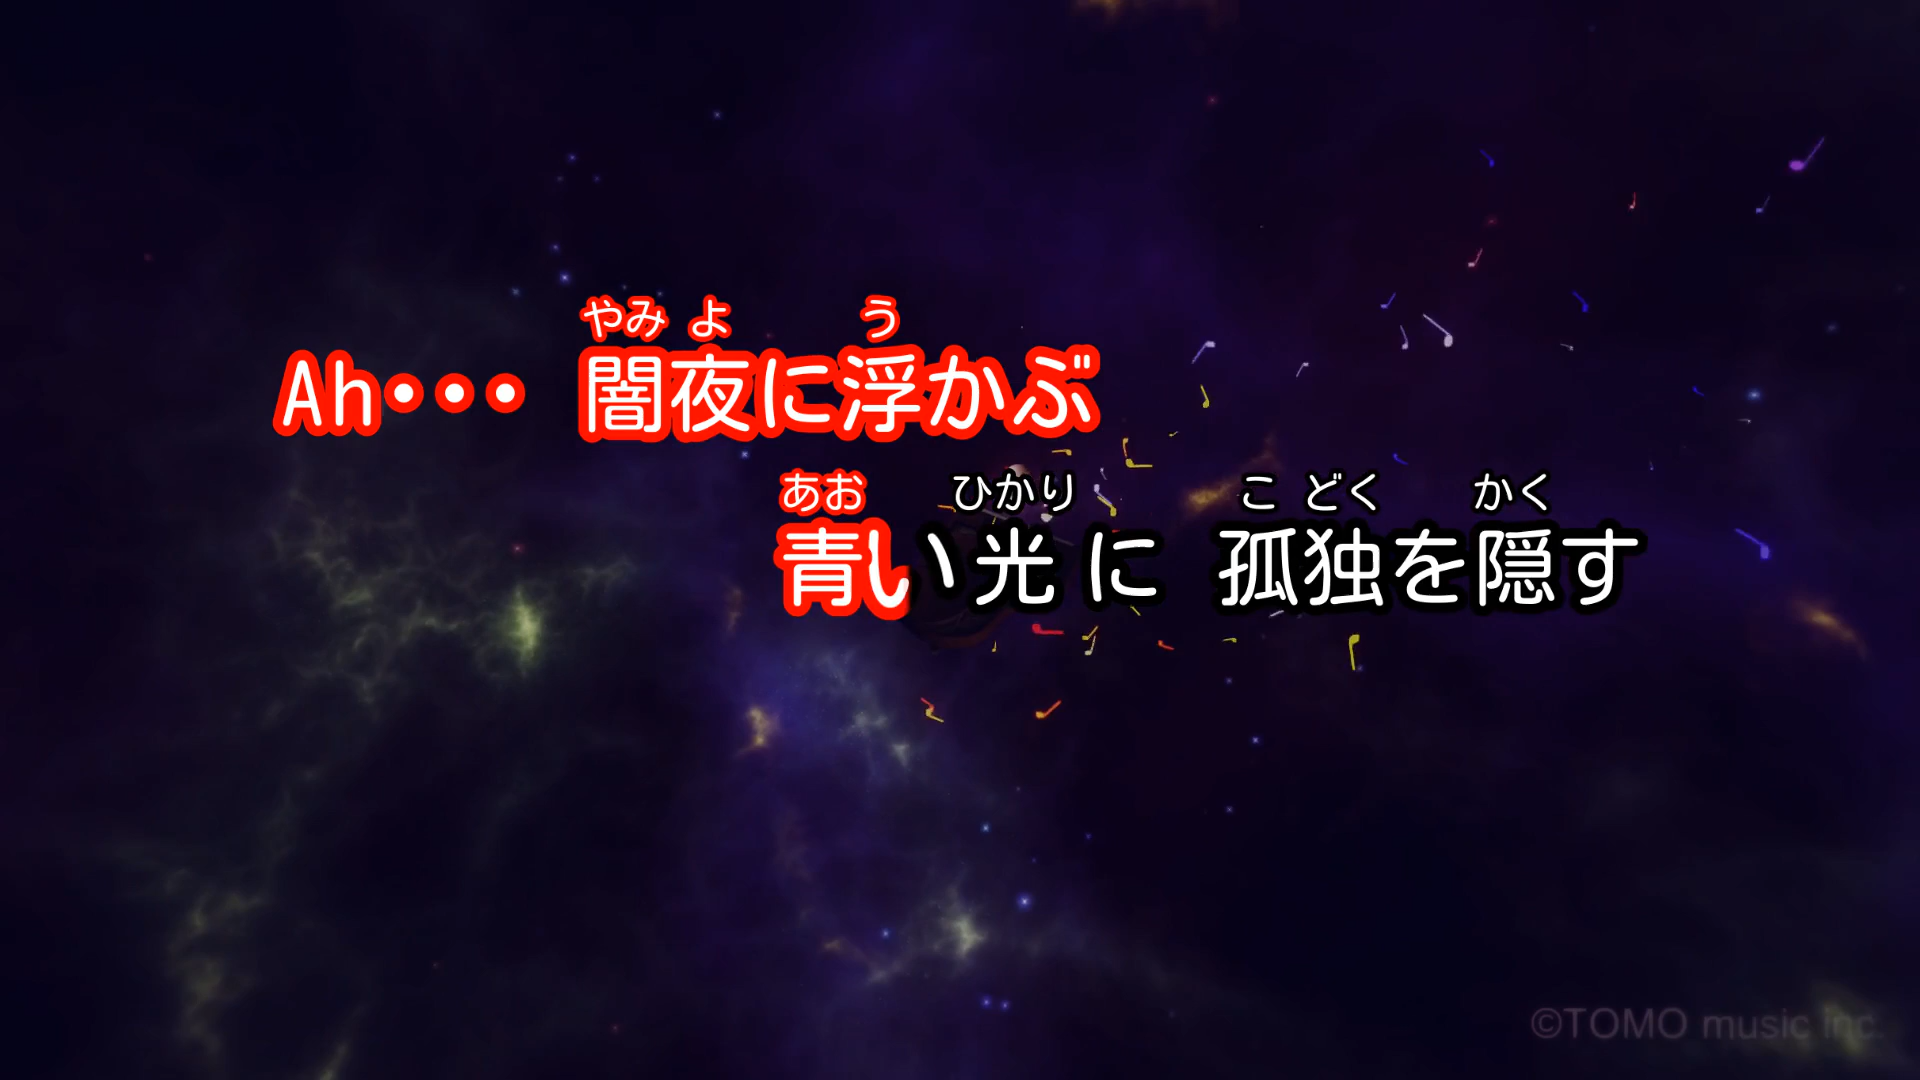 やみ よ う
Ah・・・ 闇夜に浮かぶ
あお ひかり こ どく かく
青い光に 孤独を隠す
©TOMO music inc.